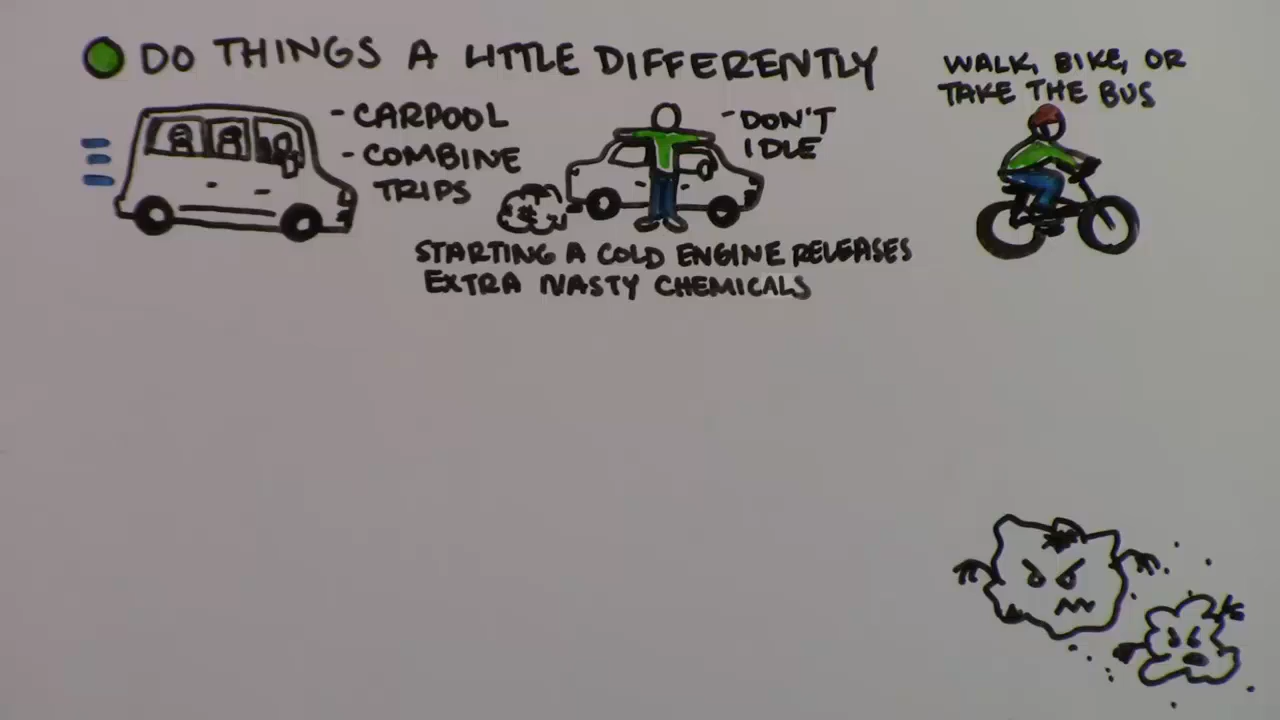 DO THINGS A LITTLE DIFFERENTLY
- CARPOOL
- COMBINE
TRIPS
- DON'T
IDLE
STARTING A COLD ENGINE RELEASES
EXTRA NASTY CHEMICALS
WALK, BIKE, OR
TAKE THE BUS